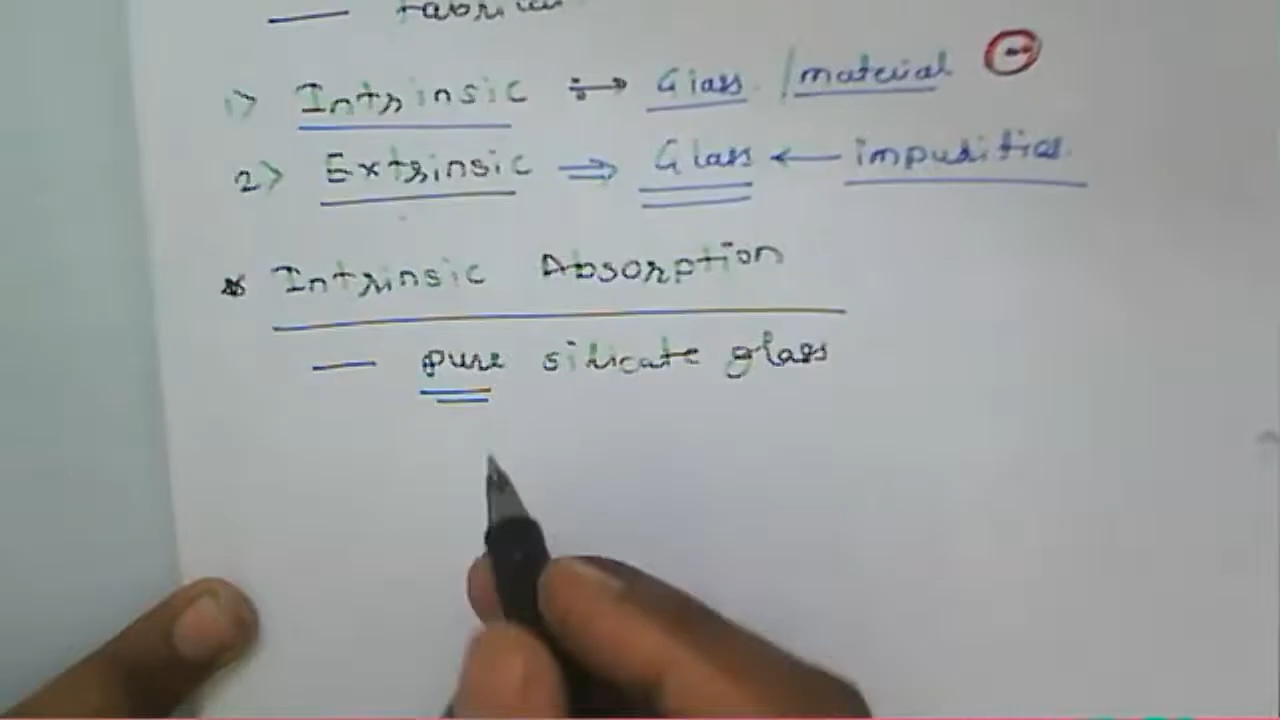 1) Intrinsic :→ Glass / material
2) Extrinsic ⇒ Glass ← impurities.
* Intrinsic Absorption
— pure silicate glass